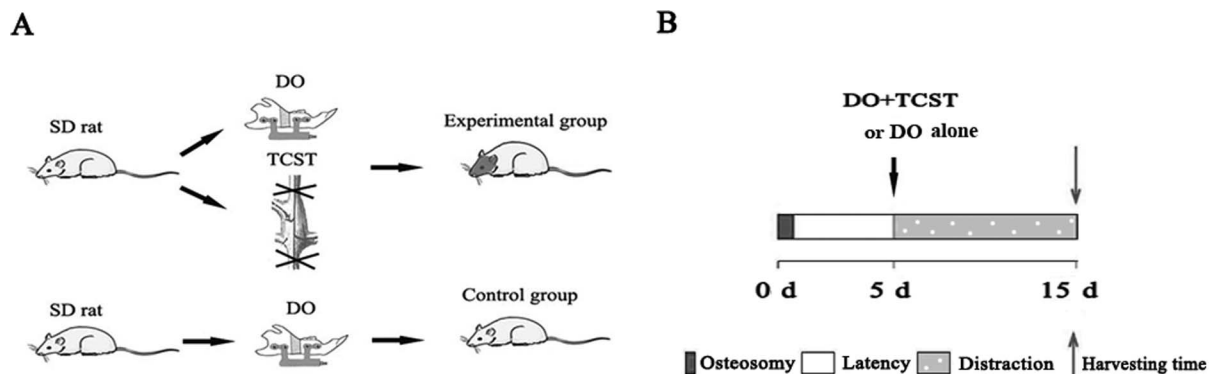 A
DO
SD rat
Experimental group
TCST
SD rat
DO
Control group
B
DO+TCST
or DO alone
0 d
5 d
15 d
Osteosomy
Latency
Distraction
Harvesting time